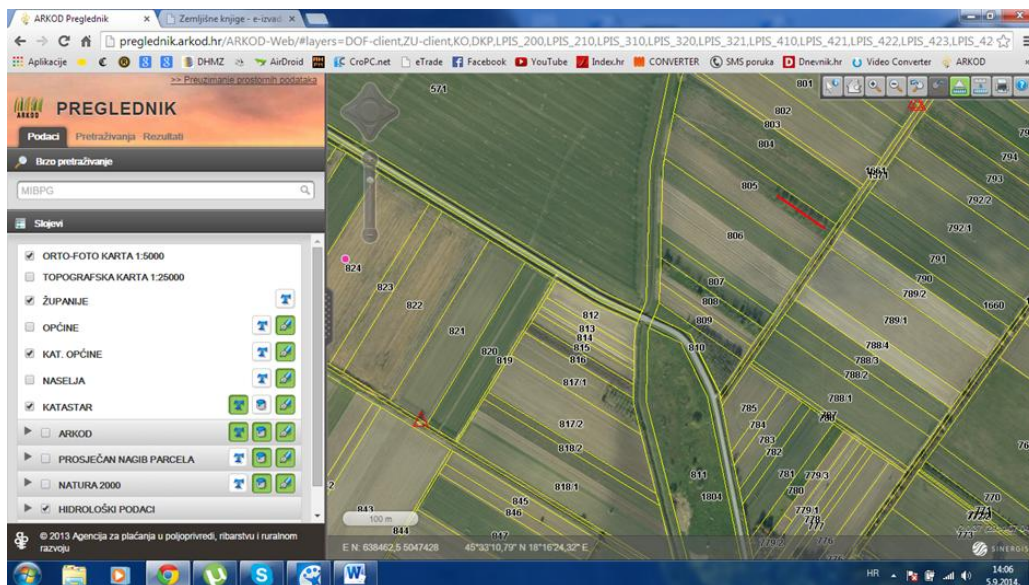 ARKOD Preglednik
Zemljišne knjige - e-izvad
preglednik.arkod.hr/ARKOD-Web/#layers=DOF-client,ZU-client,KO,DKP,LPIS_200,LPIS_210,LPIS_310,LPIS_320,LPIS_321,LPIS_410,LPIS_421,LPIS_422,LPIS_423,LPIS_42
Aplikacije
DHMZ
AirDroid
CroPC.net
eTrade
Facebook
YouTube
Index.hr
CONVERTER
SMS poruka
Dnevnik.hr
Video Converter
ARKOD
>> Preuzimanje prostornih podataka
ARKOD
PREGLEDNIK
Podaci Pretraživanja Rezultati
Brzo pretraživanje
MIBPG
Slojevi
ORTO-FOTO KARTA 1:5000
TOPOGRAFSKA KARTA 1:25000
ŽUPANIJE
OPĆINE
KAT. OPĆINE
NASELJA
KATASTAR
ARKOD
PROSJEČAN NAGIB PARCELA
NATURA 2000
HIDROLOŠKI PODACI
© 2013 Agencija za plaćanja u poljoprivredi, ribarstvu i ruralnom
razvoju
571
801
802
803
804
805
806
807
808
809
810
794
793
792/2
792/1
791
790
789/2
789/1
1660
788/4
788/3
788/2
788/1
824
823
822
821
820
819
812
813
814
815
816
817/1
817/2
818/2
818/1
845
846
847
843
844
811
1804
785
784
783
782
781
780
779/3
779/1
778
777
779/2
776
770
773
100 m
E N: 638462,5 5047428
45°33'10,79" N 18°16'24,32" E
SINERGIS
HR
14:06
5.9.2014